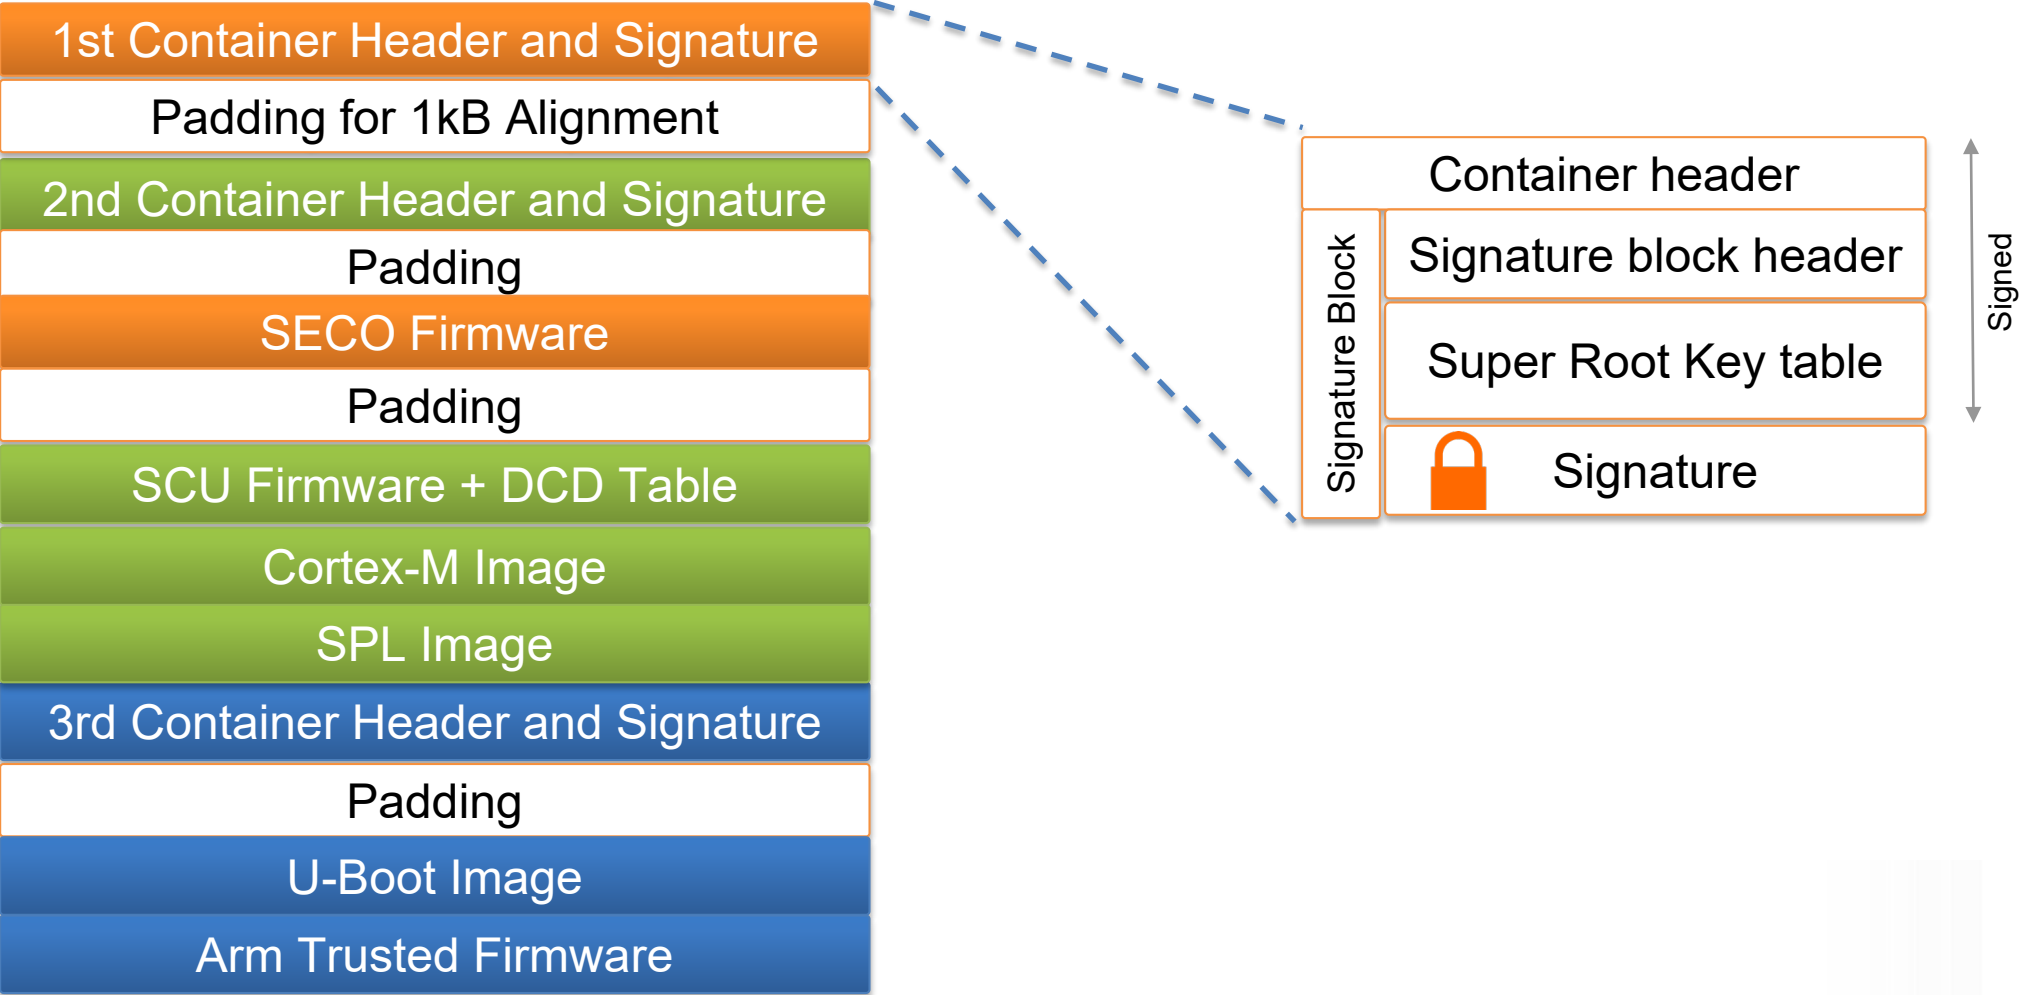 1st Container Header and Signature
Padding for 1kB Alignment
2nd Container Header and Signature
Padding
SECO Firmware
Padding
SCU Firmware + DCD Table
Cortex-M Image
SPL Image
3rd Container Header and Signature
Padding
U-Boot Image
Arm Trusted Firmware
Container header
Signature Block
Signature block header
Super Root Key table
Signature
Signed